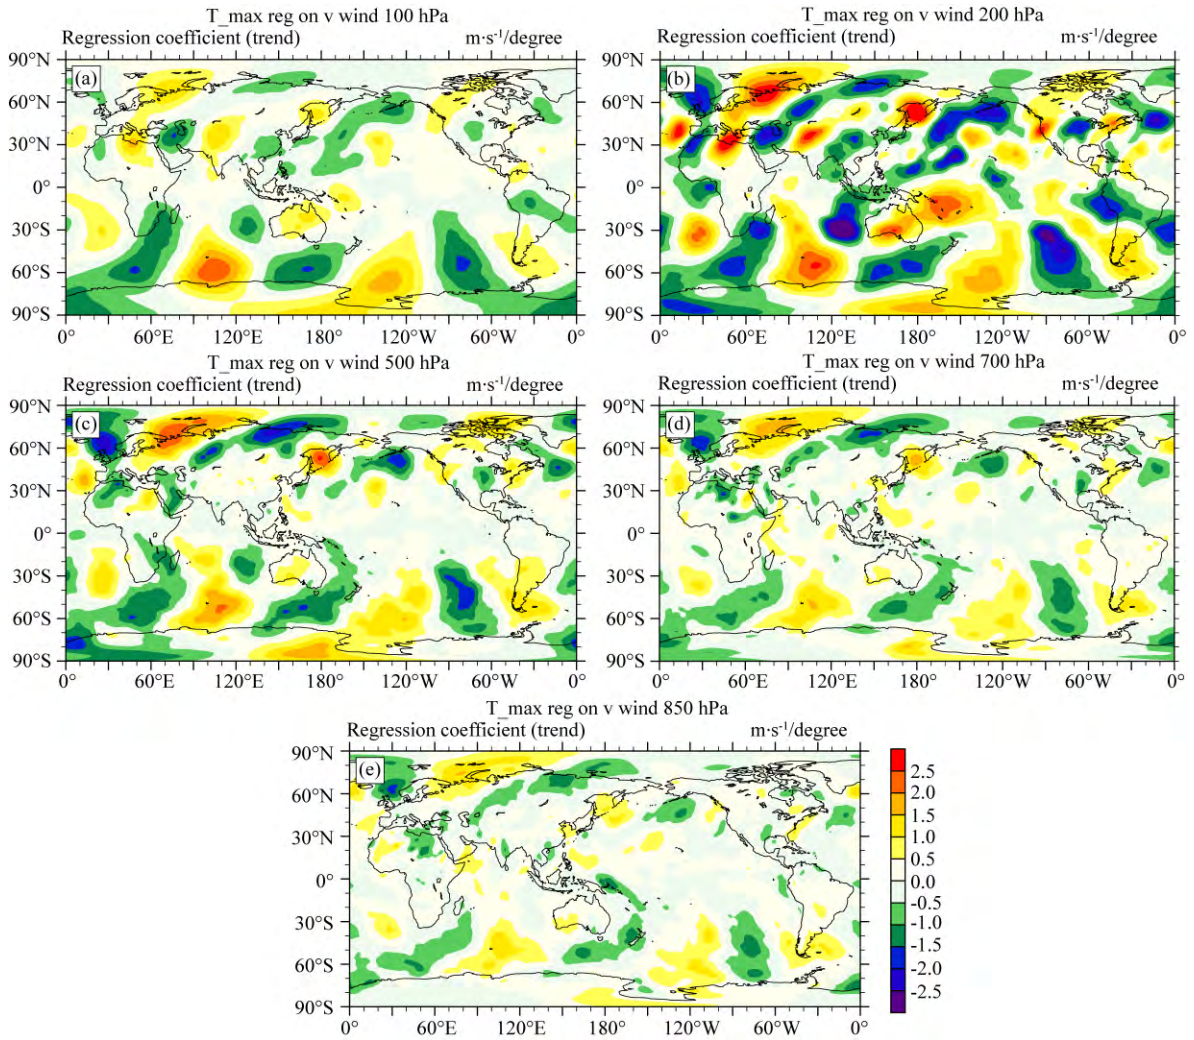 T_max reg on v wind 100 hPa
Regression coefficient (trend) m·s⁻¹/degree
(a)
90°N
60°N
30°N
0°
30°S
60°S
90°S
0° 60°E 120°E 180° 120°W 60°W 0°
T_max reg on v wind 200 hPa
Regression coefficient (trend) m·s⁻¹/degree
(b)
90°N
60°N
30°N
0°
30°S
60°S
90°S
0° 60°E 120°E 180° 120°W 60°W 0°
T_max reg on v wind 500 hPa
Regression coefficient (trend) m·s⁻¹/degree
(c)
90°N
60°N
30°N
0°
30°S
60°S
90°S
0° 60°E 120°E 180° 120°W 60°W 0°
T_max reg on v wind 700 hPa
Regression coefficient (trend) m·s⁻¹/degree
(d)
90°N
60°N
30°N
0°
30°S
60°S
90°S
0° 60°E 120°E 180° 120°W 60°W 0°
T_max reg on v wind 850 hPa
Regression coefficient (trend) m·s⁻¹/degree
(e)
90°N
60°N
30°N
0°
30°S
60°S
90°S
0° 60°E 120°E 180° 120°W 60°W 0°
2.5
2.0
1.5
1.0
0.5
0.0
-0.5
-1.0
-1.5
-2.0
-2.5